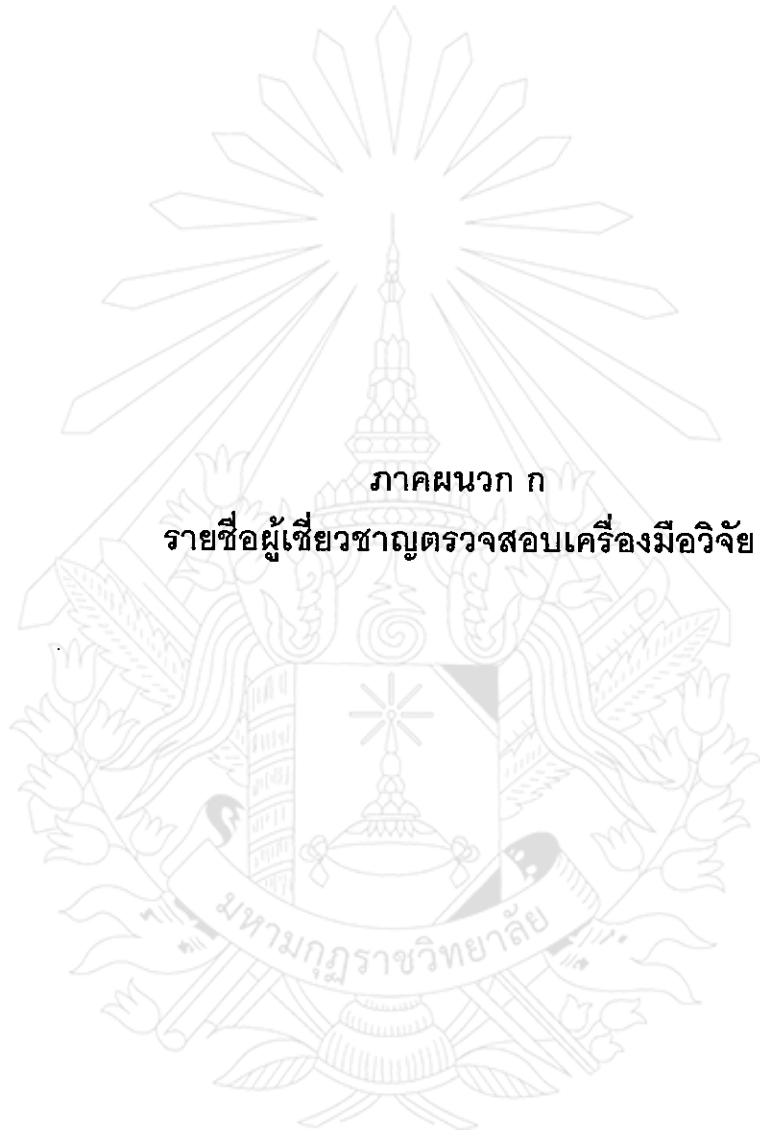 ภาคผนวก ก
รายชื่อผู้เชี่ยวชาญตรวจสอบเครื่องมือวิจัย
มหามกุฏราชวิทยาลัย